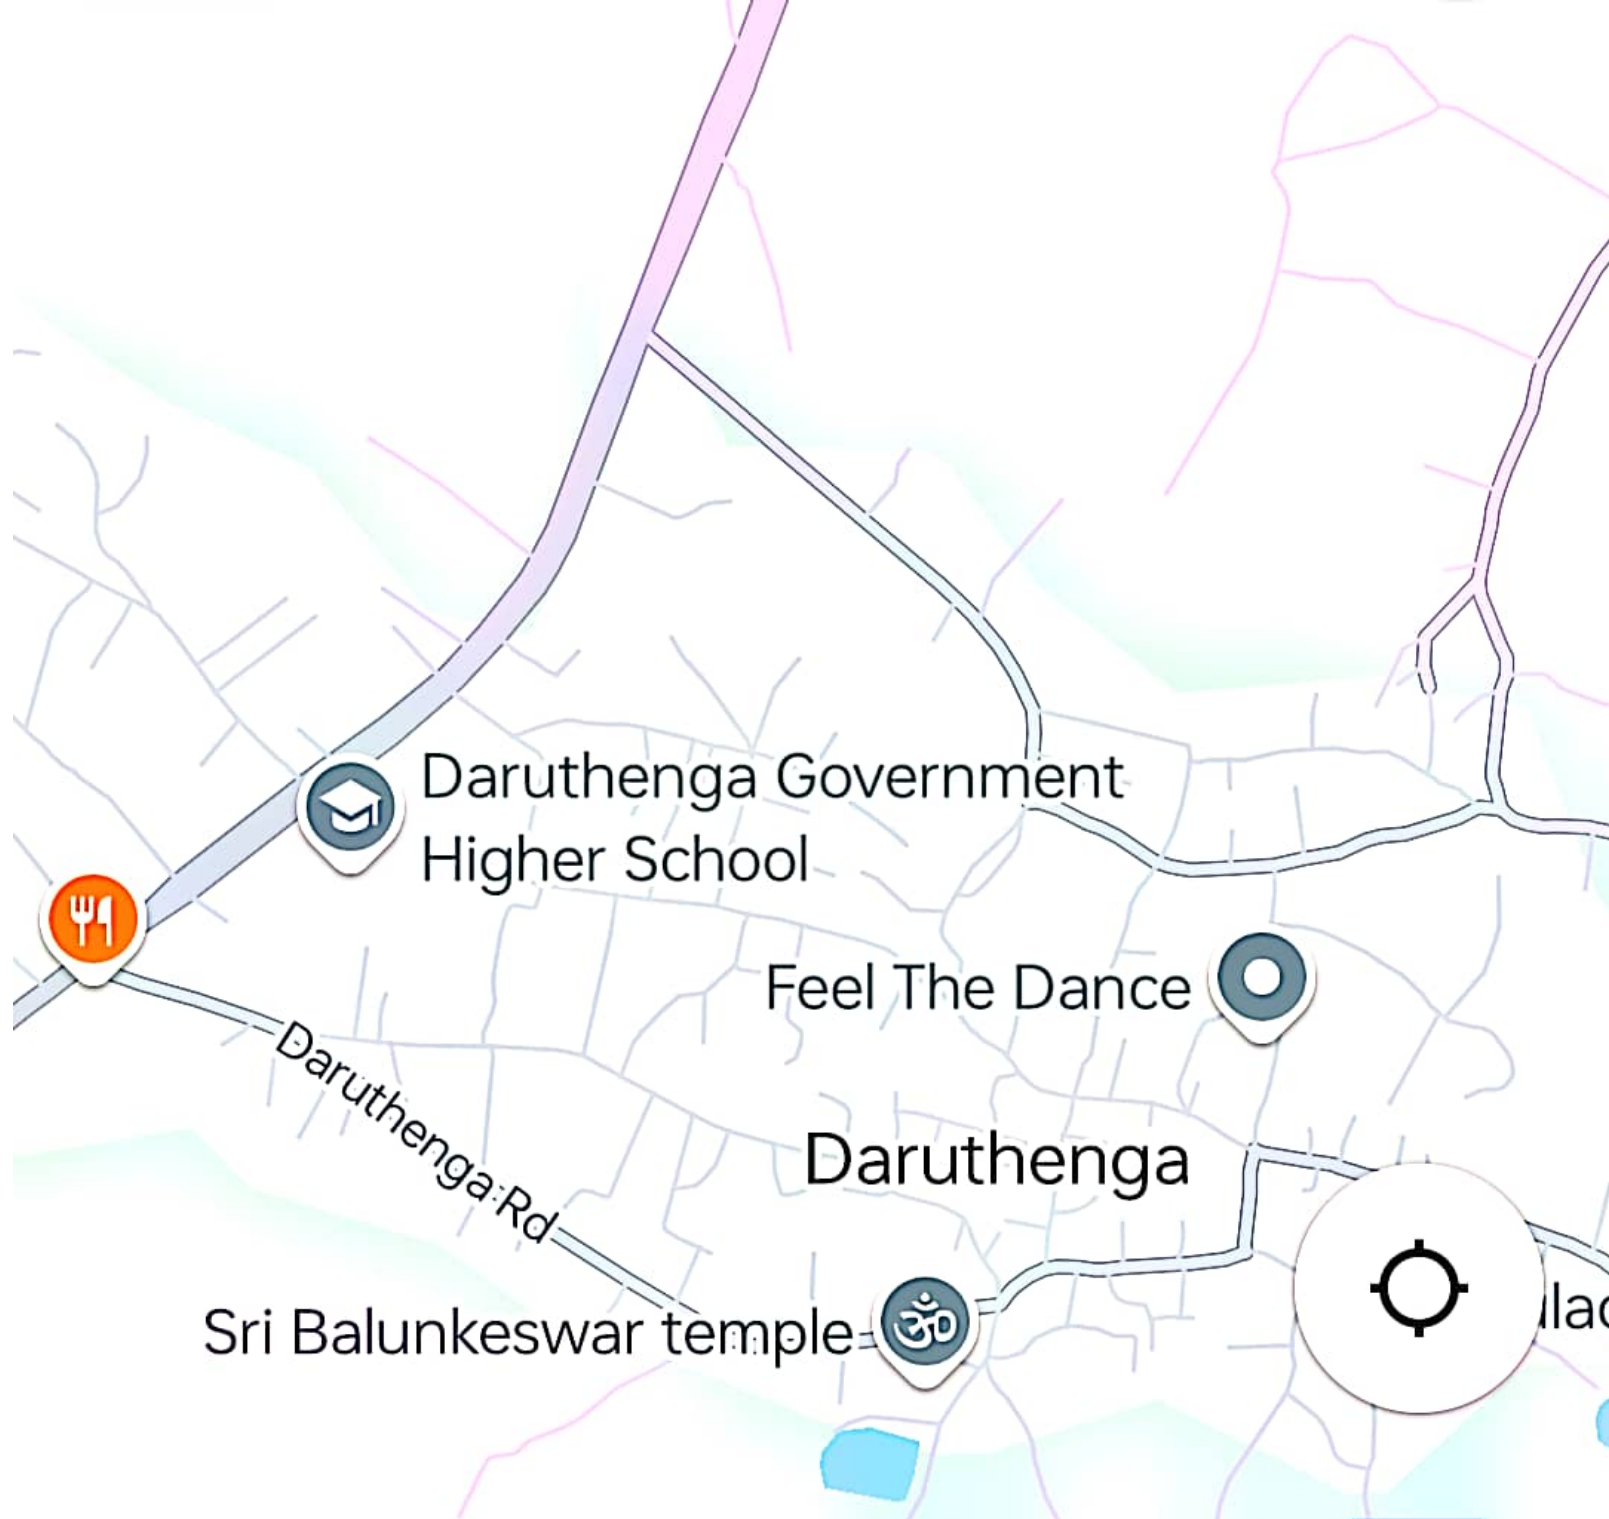 Daruthenga Government
Higher School
Feel The Dance
Daruthenga Rd
Daruthenga
Sri Balunkeswar temple
ॐ